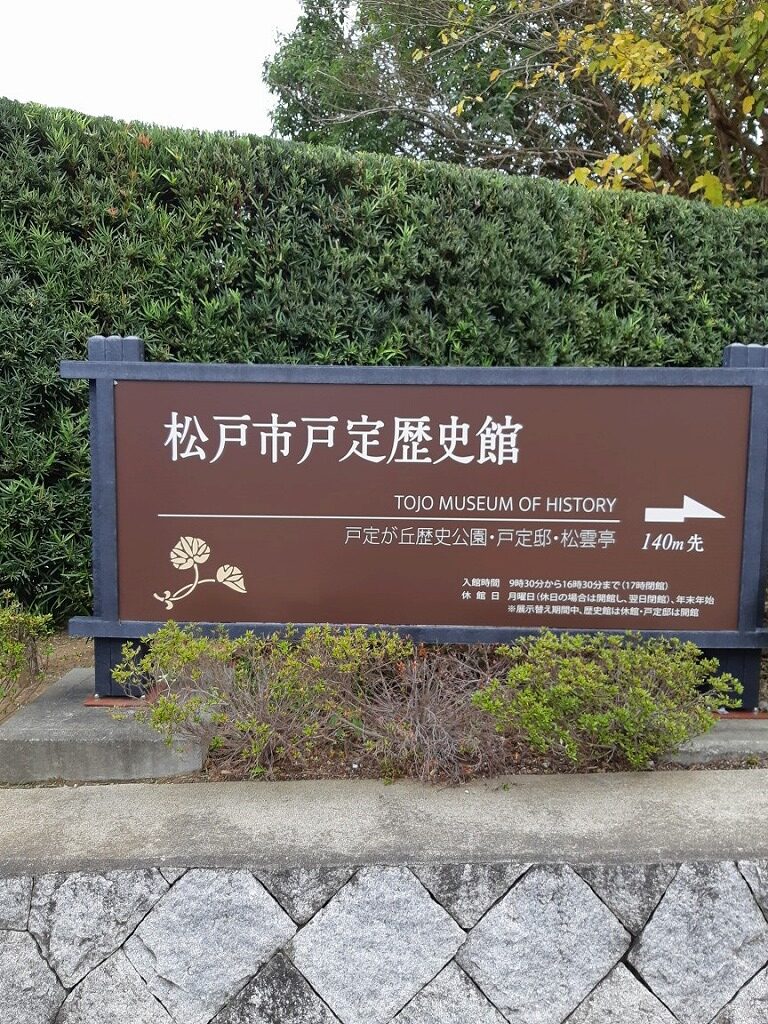 松戸市戸定歴史館
TOJO MUSEUM OF HISTORY
戸定が丘歴史公園・戸定邸・松雲亭
140m先
入館時間 9時30分から16時30分まで(17時閉館)
休館日 月曜日(休日の場合は開館し、翌日閉館)、年末年始
※展示替え期間中、歴史館は休館・戸定邸は開館